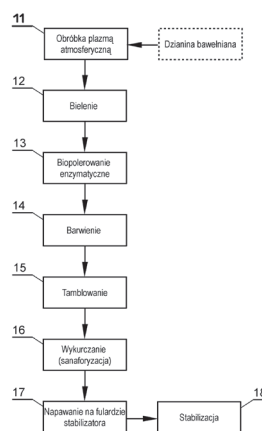 11
Obróbka plazmą
atmosferyczną
Dzianina bawełniana
12
Bielenie
13
Biopolerowanie
enzymatyczne
14
Barwienie
15
Tamblowanie
16
Wykurczanie
(sanaforyzacja)
17
Napawanie na fulardzie
stabilizatora
18
Stabilizacja